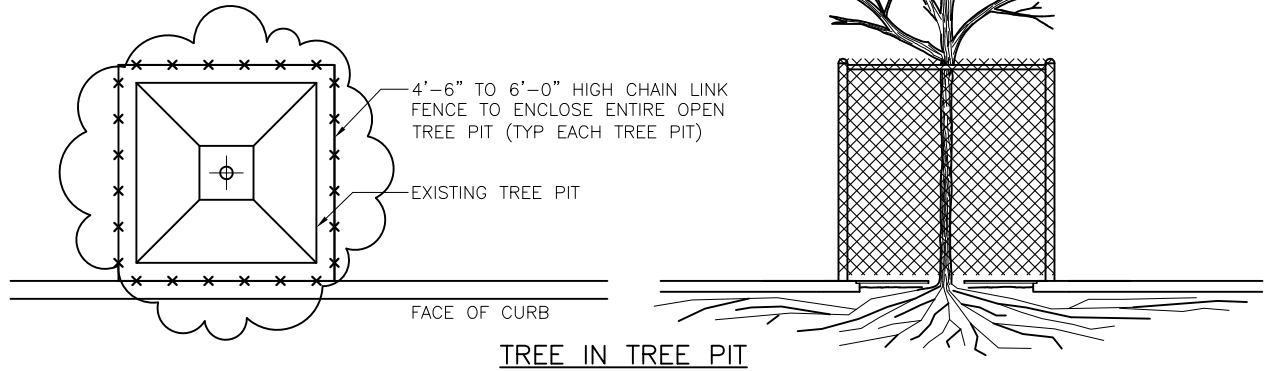 4'-6" TO 6'-0" HIGH CHAIN LINK
FENCE TO ENCLOSE ENTIRE OPEN
TREE PIT (TYP EACH TREE PIT)
EXISTING TREE PIT
FACE OF CURB
TREE IN TREE PIT